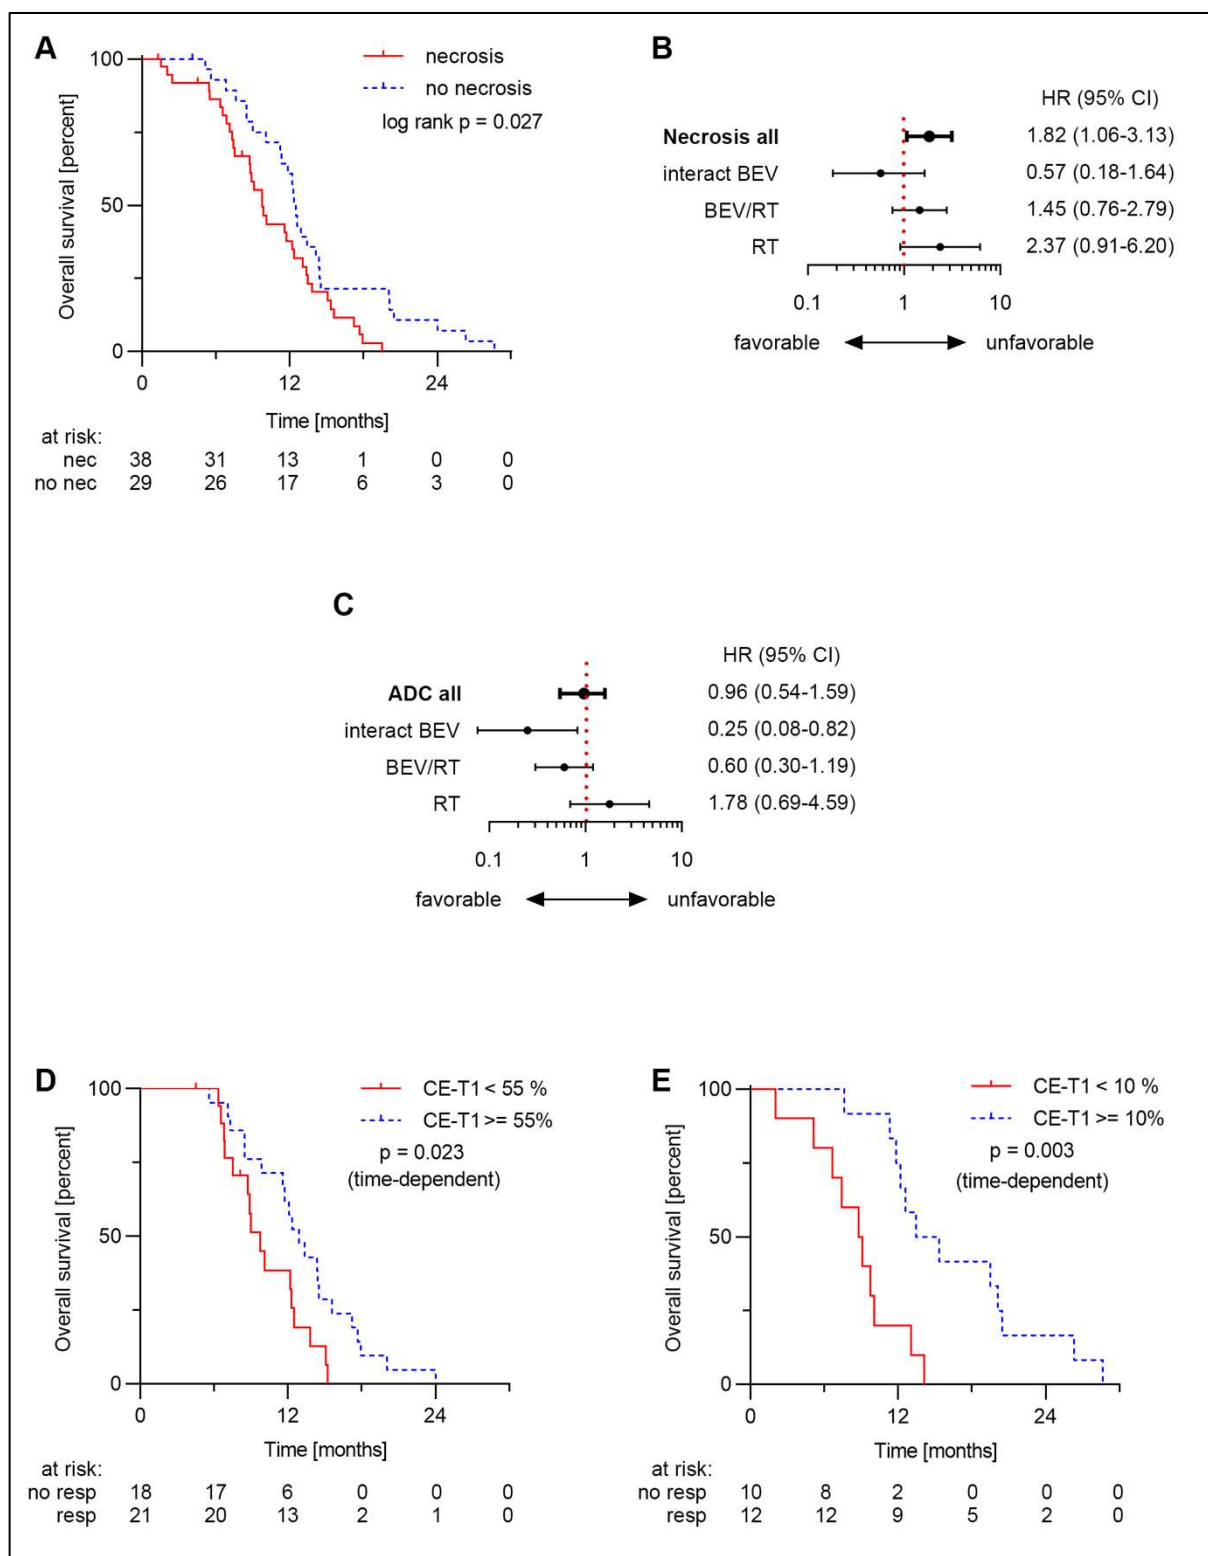 A
100
50
0
Overall survival [percent]
necrosis
no necrosis
log rank p = 0.027
0 12 24
Time [months]
at risk:
nec 38 31 13 1 0 0
no nec 29 26 17 6 3 0
B
HR (95% CI)
Necrosis all 1.82 (1.06-3.13)
interact BEV 0.57 (0.18-1.64)
BEV/RT 1.45 (0.76-2.79)
RT 2.37 (0.91-6.20)
0.1 1 10
favorable unfavorable
C
HR (95% CI)
ADC all 0.96 (0.54-1.59)
interact BEV 0.25 (0.08-0.82)
BEV/RT 0.60 (0.30-1.19)
RT 1.78 (0.69-4.59)
0.1 1 10
favorable unfavorable
D
100
50
0
Overall survival [percent]
CE-T1 < 55 %
CE-T1 >= 55%
p = 0.023
(time-dependent)
0 12 24
Time [months]
at risk:
no resp 18 17 6 0 0 0
resp 21 20 13 2 1 0
E
100
50
0
Overall survival [percent]
CE-T1 < 10 %
CE-T1 >= 10%
p = 0.003
(time-dependent)
0 12 24
Time [months]
at risk:
no resp 10 8 2 0 0 0
resp 12 12 9 5 2 0